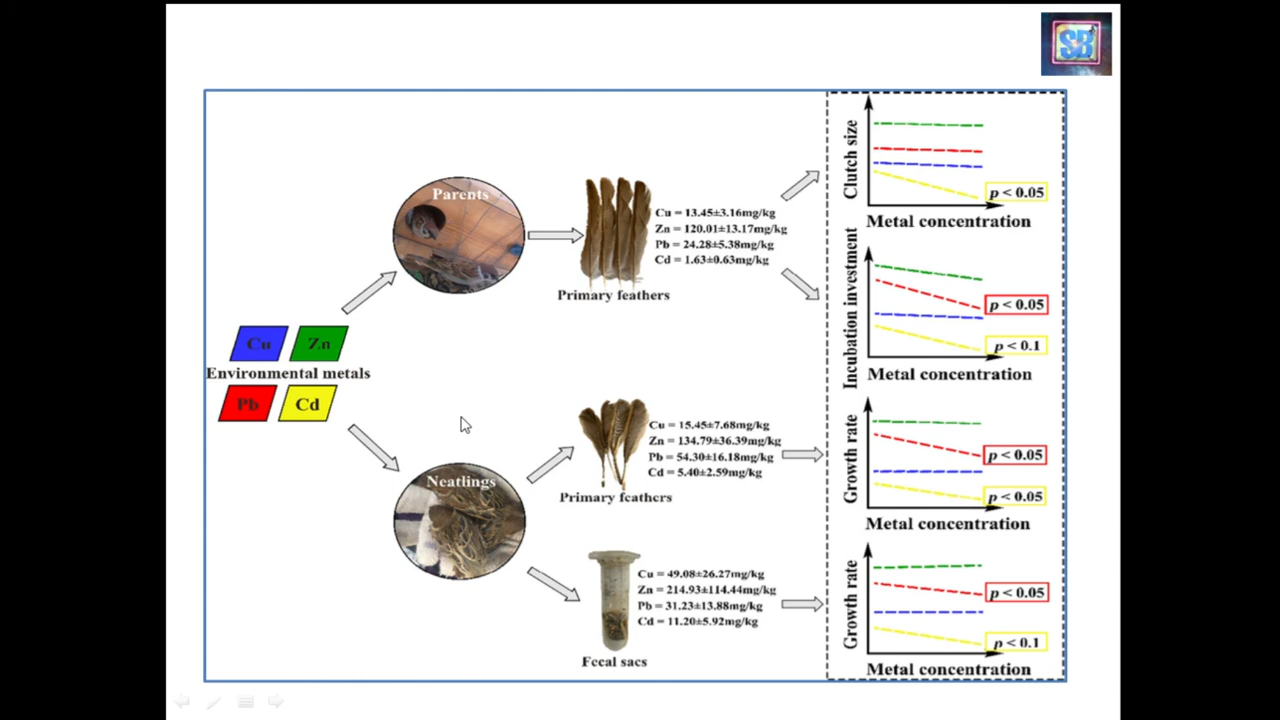 SB
Parents
Cu = 13.45±3.16mg/kg
Zn = 120.01±13.17mg/kg
Pb = 24.28±5.38mg/kg
Cd = 1.63±0.63mg/kg
Primary feathers
Cu
Zn
Environmental metals
Pb
Cd
Neatlings
Cu = 15.45±7.68mg/kg
Zn = 134.79±36.39mg/kg
Pb = 54.30±16.18mg/kg
Cd = 5.40±2.59mg/kg
Primary feathers
Cu = 49.08±26.27mg/kg
Zn = 214.93±114.44mg/kg
Pb = 31.23±13.88mg/kg
Cd = 11.20±5.92mg/kg
Fecal sacs
Clutch size
p < 0.05
Metal concentration
Incubation investment
p < 0.05
p < 0.1
Metal concentration
Growth rate
p < 0.05
p < 0.05
Metal concentration
Growth rate
p < 0.05
p < 0.1
Metal concentration